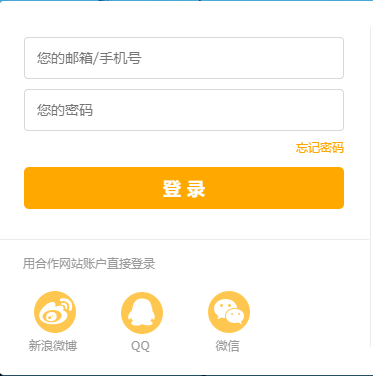 您的邮箱/手机号
您的密码
忘记密码
登 录
用合作网站账户直接登录
新浪微博 QQ 微信